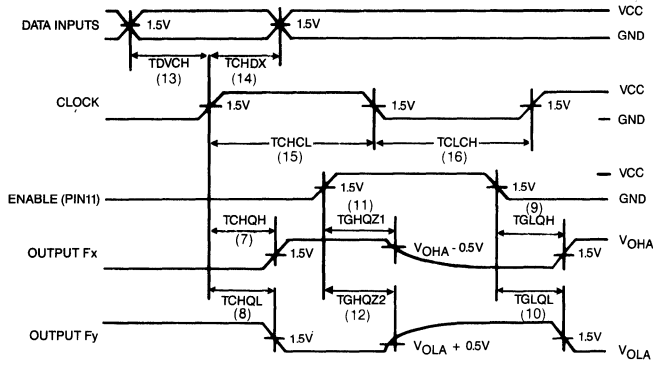 DATA INPUTS 1.5V 1.5V VCC
GND
TDVCH TCHDX
(13) (14)
CLOCK 1.5V 1.5V 1.5V VCC
GND
TCHCL TCLCH
(15) (16)
ENABLE (PIN11) 1.5V 1.5V VCC
GND
(11) (9)
TCHQH TGHQZ1 TGLQH
(7)
OUTPUT Fx 1.5V VOHA - 0.5V 1.5V VOHA
TCHQL TGHQZ2 TGLQL
(8) (12) (10)
OUTPUT Fy 1.5V VOLA + 0.5V 1.5V VOLA